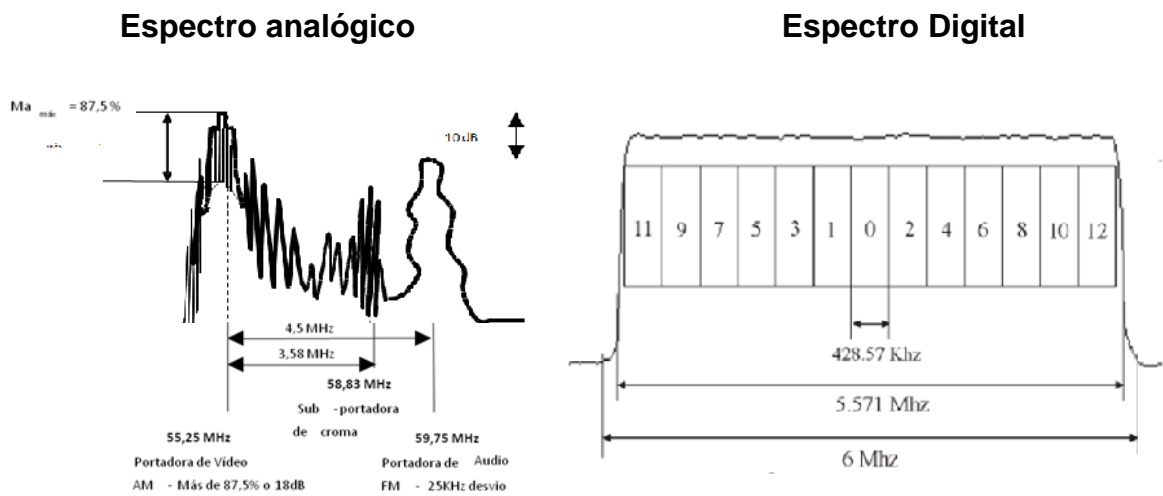 Espectro analógico
Espectro Digital
Ma máx = 87,5%
máx
10 dB
4,5 MHz
3,58 MHz
58,83 MHz
Sub - portadora
de croma
55,25 MHz
Portadora de Vídeo
AM - Más de 87,5% o 18dB
59,75 MHz
Portadora de Audio
FM - 25KHz desvio
11 9 7 5 3 1 0 2 4 6 8 10 12
428.57 Khz
5.571 Mhz
6 Mhz